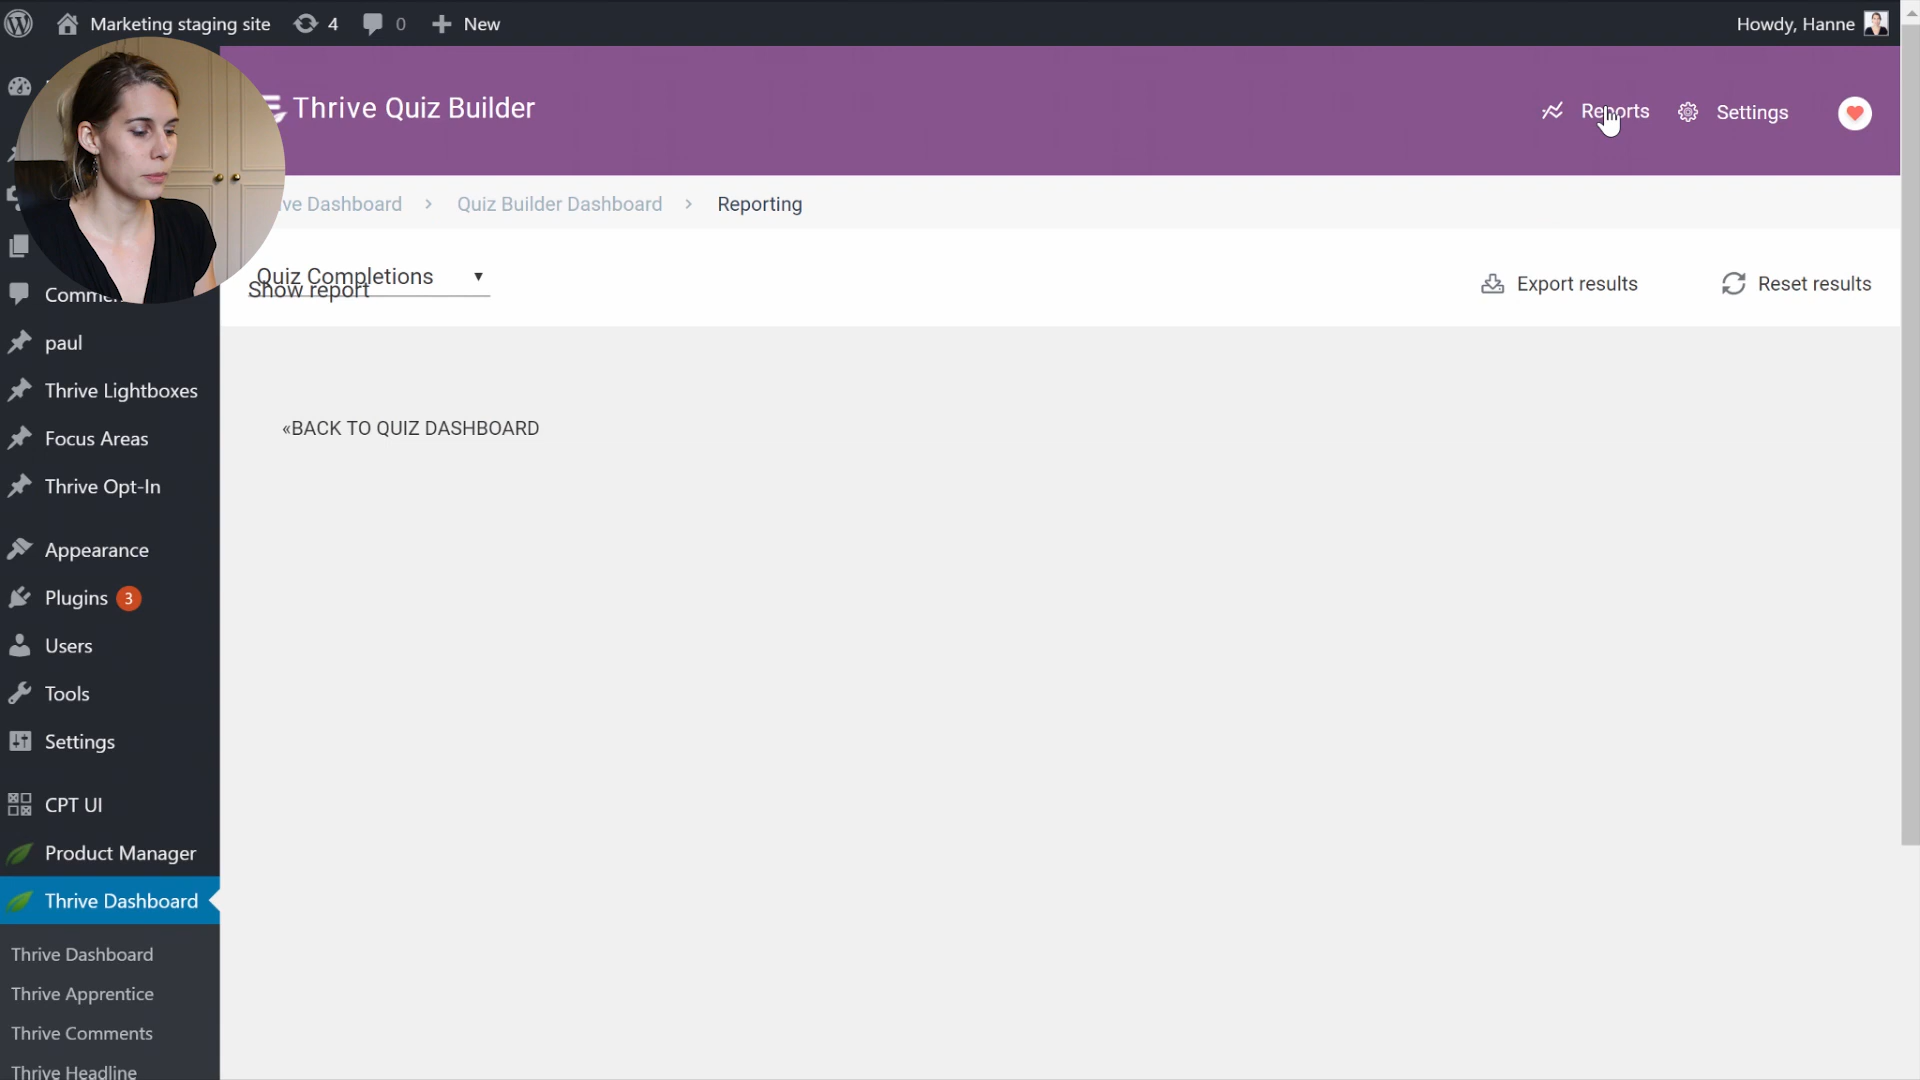 Marketing staging site 4 0 New Howdy, Hanne
Thrive Quiz Builder
Reports Settings
ve Dashboard > Quiz Builder Dashboard > Reporting
Quiz Completions ▼
Show report
Export results Reset results
«BACK TO QUIZ DASHBOARD
Comme
paul
Thrive Lightboxes
Focus Areas
Thrive Opt-In
Appearance
Plugins 3
Users
Tools
Settings
CPT UI
Product Manager
Thrive Dashboard
Thrive Dashboard
Thrive Apprentice
Thrive Comments
Thrive Headline